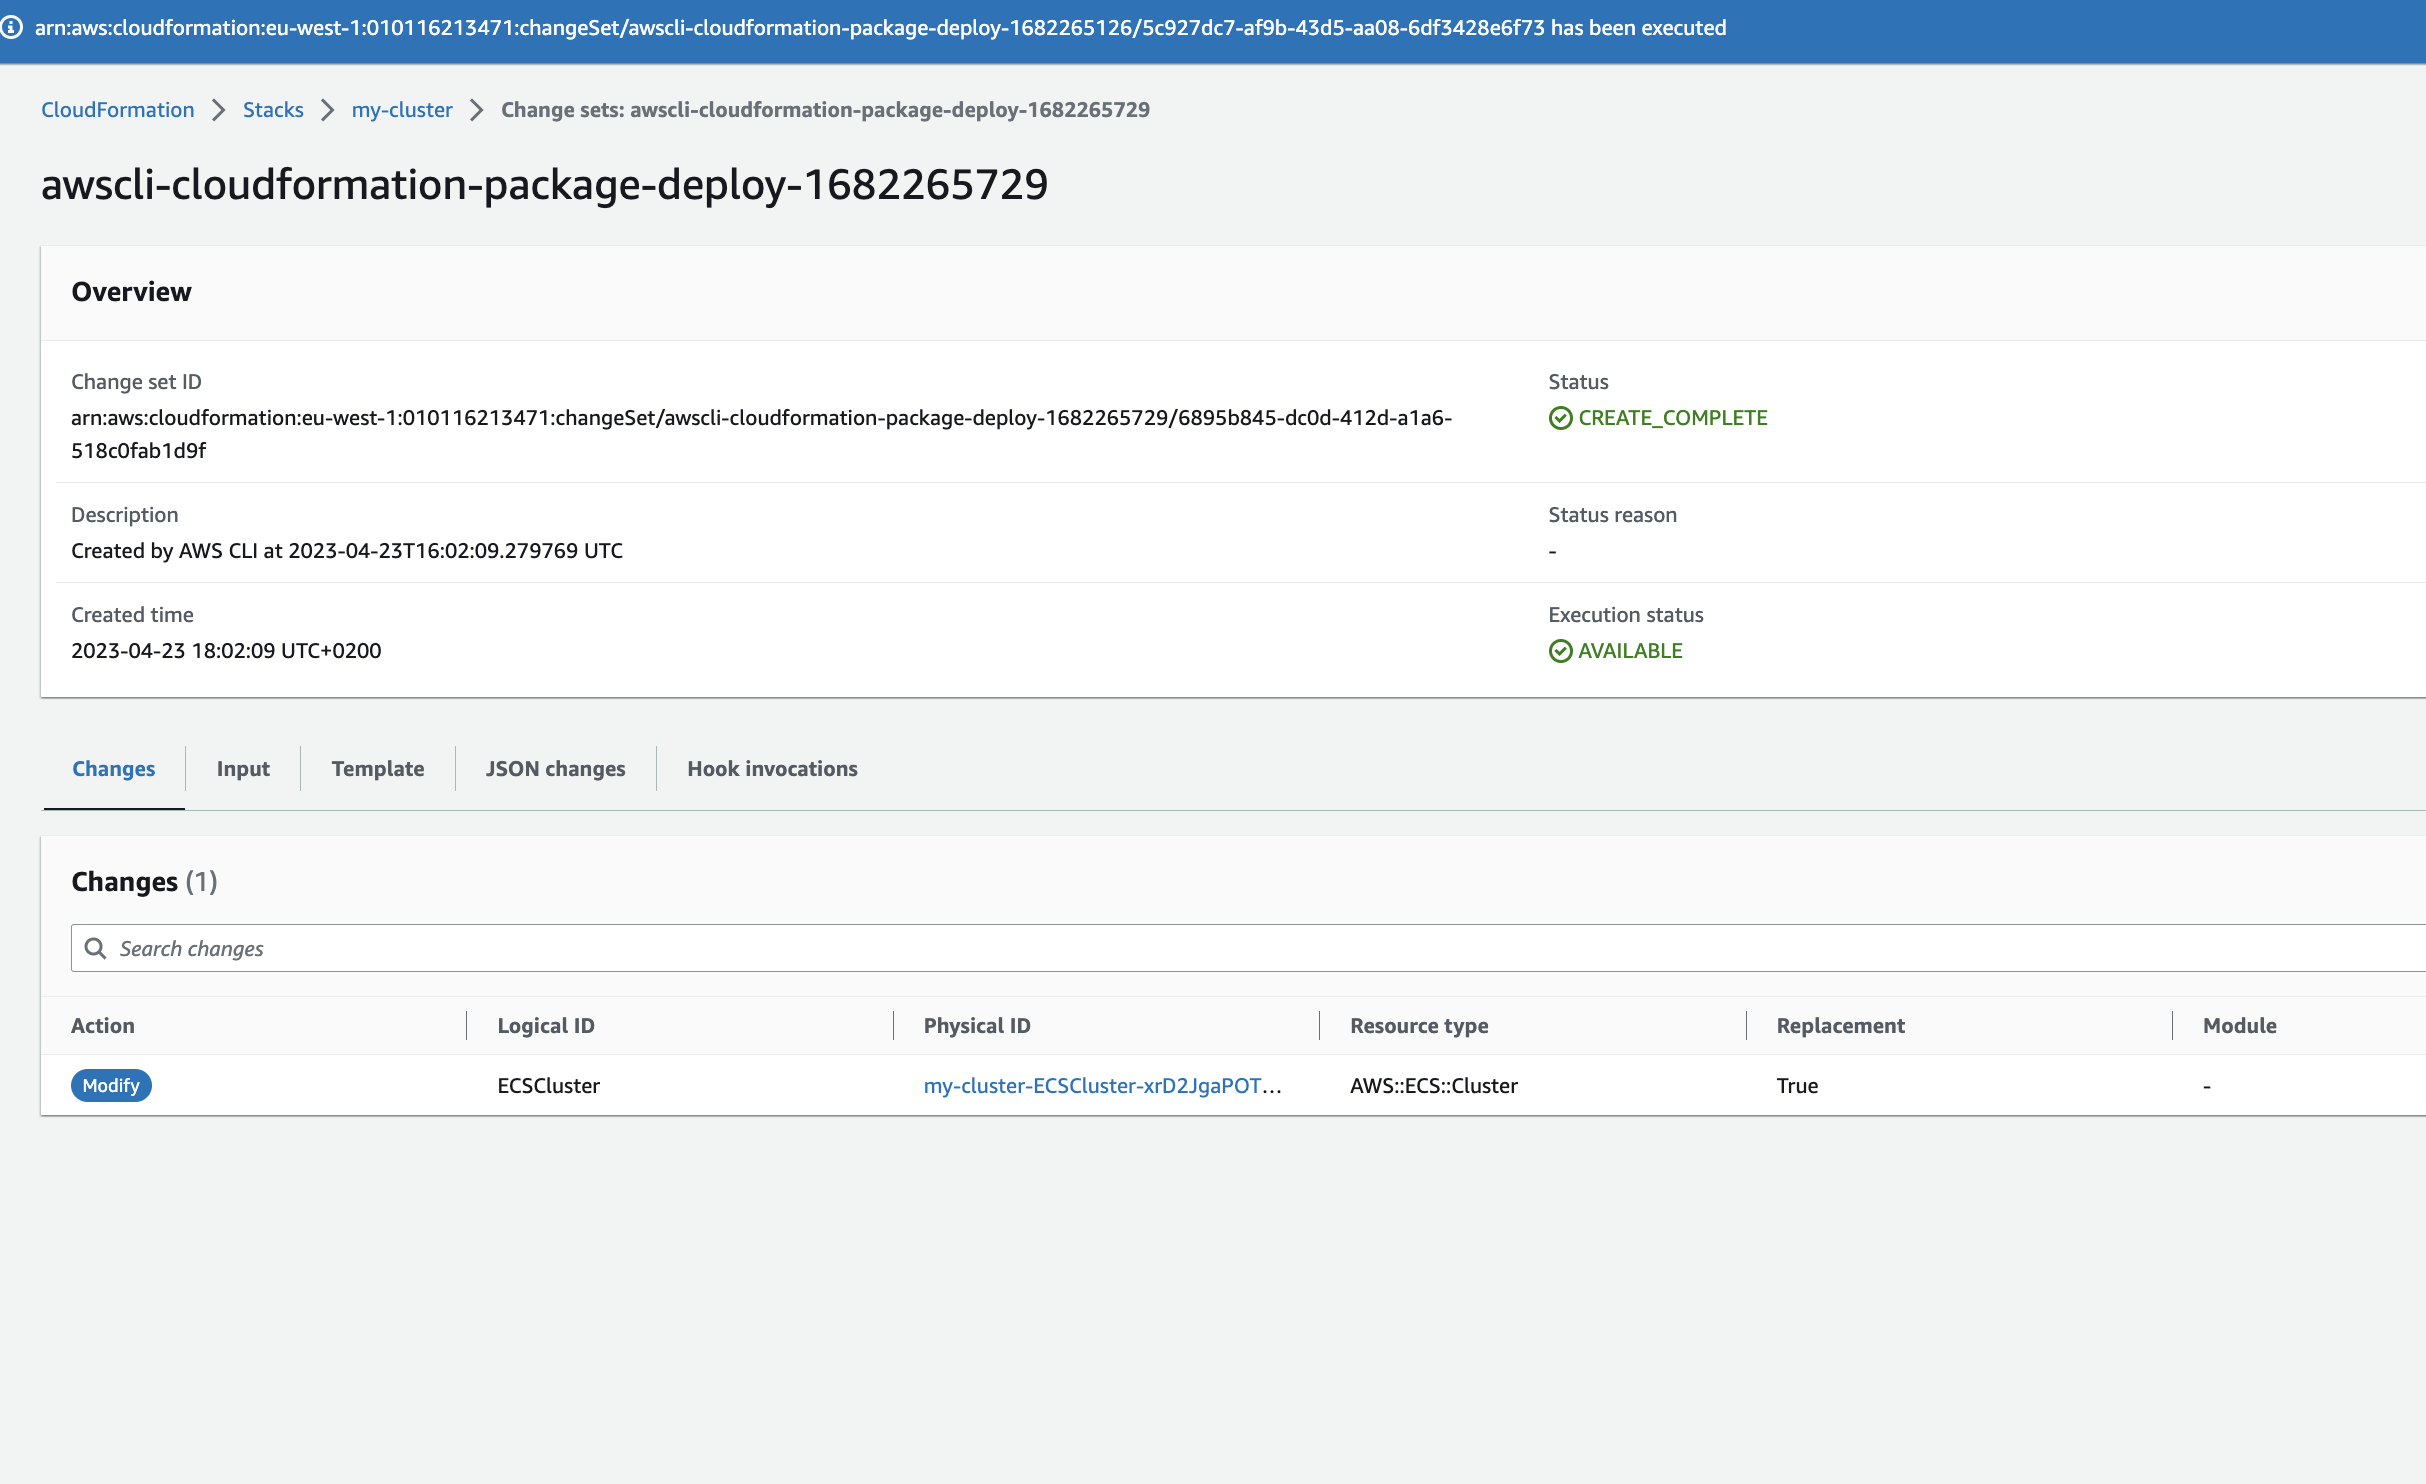 arn:aws:cloudformation:eu-west-1:010116213471:changeSet/awscli-cloudformation-package-deploy-1682265126/5c927dc7-af9b-43d5-aa08-6df3428e6f73 has been executed
CloudFormation > Stacks > my-cluster > Change sets: awscli-cloudformation-package-deploy-1682265729
awscli-cloudformation-package-deploy-1682265729
Overview
Change set ID
arn:aws:cloudformation:eu-west-1:010116213471:changeSet/awscli-cloudformation-package-deploy-1682265729/6895b845-dc0d-412d-a1a6-
518c0fab1d9f
Status
CREATE_COMPLETE
Description
Created by AWS CLI at 2023-04-23T16:02:09.279769 UTC
Status reason
-
Created time
2023-04-23 18:02:09 UTC+0200
Execution status
AVAILABLE
Changes Input Template JSON changes Hook invocations
Changes (1)
Search changes
Action Logical ID Physical ID Resource type Replacement Module
Modify ECSCluster my-cluster-ECSCluster-xrD2JgaPOT... AWS::ECS::Cluster True -